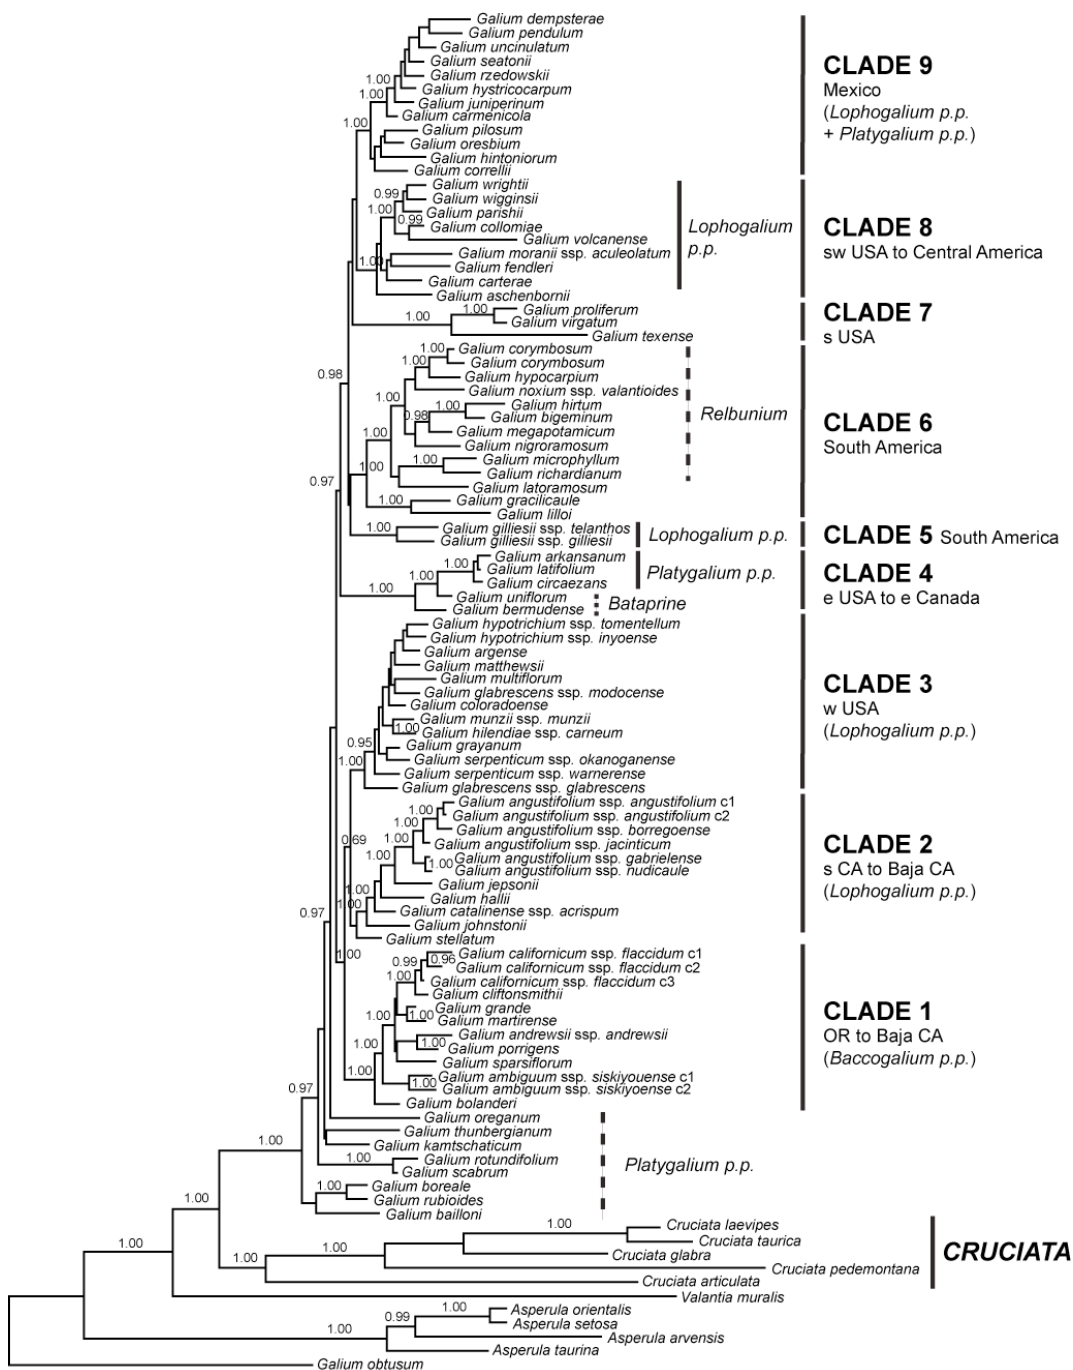 Galium dempsterae
Galium pendulum
Galium uncinulatum
Galium seatonii
Galium rzedowskii
1.00
Galium hystricocarpum
1.00
Galium juniperinum
Galium carmenicola
1.00
Galium pilosum
Galium oresbium
Galium hintoniorum
Galium correllii
CLADE 9
Mexico
(Lophogalium p.p.
+ Platygalium p.p.)
Galium wrightii
0.99
Galium wigginsii
1.00
Galium parishii
0.99
Galium collomiae
Galium volcanense
Galium moranii ssp. aculeolatum
1.00
Galium fendleri
Galium carterae
Galium aschenbornii
Lophogalium
p.p.
CLADE 8
sw USA to Central America
1.00
Galium proliferum
1.00
Galium virgatum
Galium texense
CLADE 7
s USA
0.98
1.00
Galium corymbosum
1.00
Galium corymbosum
Galium hypocarpium
Galium noxium ssp. valantioides
1.00
1.00
Galium hirtum
0.98
Galium bigeminum
Galium megapotamicum
1.00
Galium nigroramosum
1.00
Galium microphyllum
1.00
Galium richardianum
Galium latoramosum
1.00
Galium gracilicaule
Galium lilloi
Relbunium
CLADE 6
South America
0.97
1.00
Galium gilliesii ssp. telanthos
Galium gilliesii ssp. gilliesii
Lophogalium p.p.
CLADE 5 South America
1.00
Galium arkansanum
1.00
Galium latifolium
Galium circaezans
1.00
Galium uniflorum
Galium bermudense
Platygalium p.p.
Bataprine
CLADE 4
e USA to e Canada
Galium hypotrichium ssp. tomentellum
Galium hypotrichium ssp. inyoense
Galium argense
Galium matthewsii
Galium multiflorum
Galium glabrescens ssp. modocense
Galium coloradoense
Galium munzii ssp. munzii
1.00
Galium hilendiae ssp. carneum
0.95
Galium grayanum
1.00
Galium serpenticum ssp. okanoganense
Galium serpenticum ssp. warnerense
Galium glabrescens ssp. glabrescens
CLADE 3
w USA
(Lophogalium p.p.)
0.69
1.00
Galium angustifolium ssp. angustifolium c1
Galium angustifolium ssp. angustifolium c2
1.00
Galium angustifolium ssp. borregoense
1.00
Galium angustifolium ssp. jacinticum
1.00
Galium angustifolium ssp. gabrielense
1.00
Galium angustifolium ssp. nudicaule
Galium jepsonii
1.00
Galium hallii
1.00
Galium catalinense ssp. acrispum
Galium johnstonii
Galium stellatum
CLADE 2
s CA to Baja CA
(Lophogalium p.p.)
0.97
1.00
Galium californicum ssp. flaccidum c1
0.99
0.96
Galium californicum ssp. flaccidum c2
1.00
Galium californicum ssp. flaccidum c3
Galium cliftonsmithii
Galium grande
1.00
Galium martirense
1.00
Galium andrewsii ssp. andrewsii
1.00
Galium porrigens
1.00
Galium sparsiflorum
1.00
Galium ambiguum ssp. siskiyouense c1
1.00
Galium ambiguum ssp. siskiyouense c2
Galium bolanderi
CLADE 1
OR to Baja CA
(Baccogalium p.p.)
0.97
Galium oreganum
Galium thunbergianum
Galium kamtschaticum
1.00
Galium rotundifolium
Galium scabrum
1.00
Galium boreale
Galium rubioides
Galium bailloni
Platygalium p.p.
1.00
1.00
1.00
Cruciata laevipes
Cruciata taurica
1.00
Cruciata glabra
1.00
Cruciata pedemontana
Cruciata articulata
CRUCIATA
1.00
Valantia muralis
1.00
Asperula orientalis
0.99
Asperula setosa
1.00
Asperula arvensis
Asperula taurina
Galium obtusum